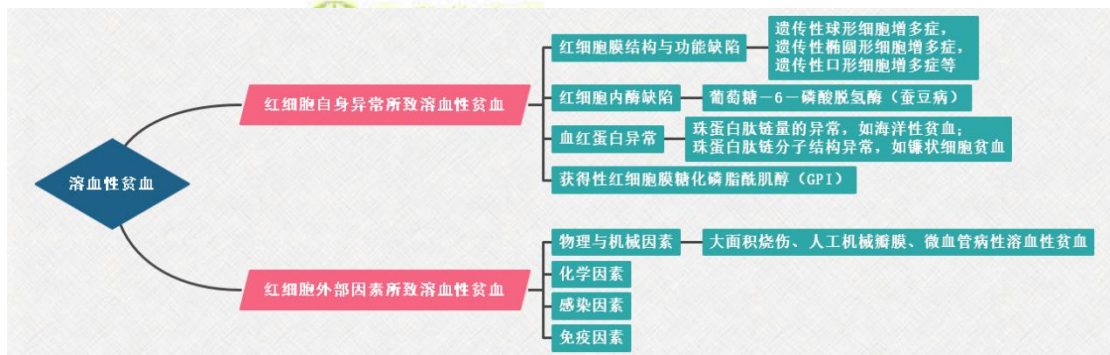 溶血性贫血
红细胞自身异常所致溶血性贫血
红细胞膜结构与功能缺陷
遗传性球形细胞增多症，
遗传性椭圆形细胞增多症，
遗传性口形细胞增多症等
红细胞内酶缺陷
葡萄糖－6－磷酸脱氢酶（蚕豆病）
血红蛋白异常
珠蛋白肽链量的异常，如海洋性贫血；
珠蛋白肽链分子结构异常，如镰状细胞贫血
获得性红细胞膜糖化磷脂酰肌醇（GPI）
红细胞外部因素所致溶血性贫血
物理与机械因素
大面积烧伤、人工机械瓣膜、微血管病性溶血性贫血
化学因素
感染因素
免疫因素